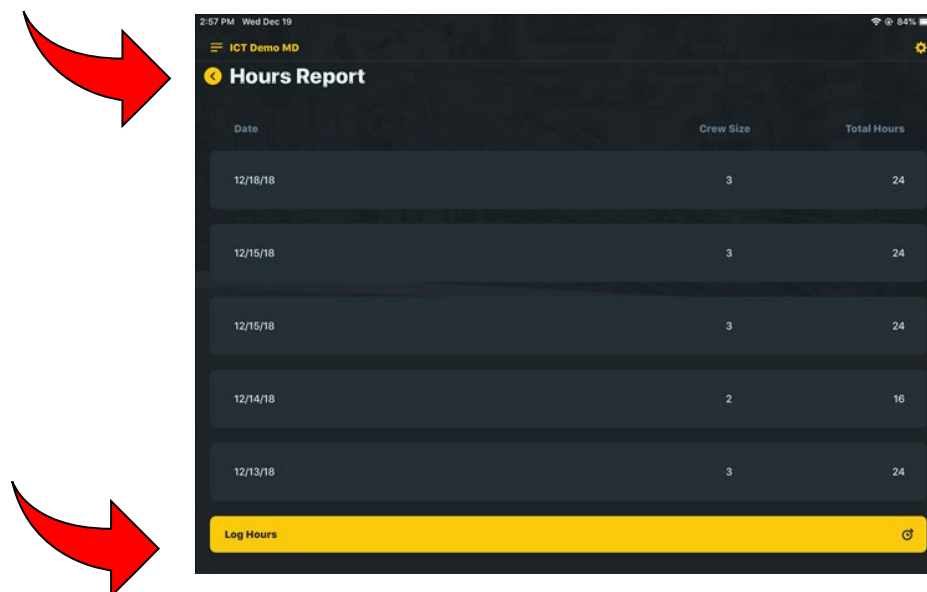 2:57 PM Wed Dec 19 84%
ICT Demo MD
Hours Report
Date Crew Size Total Hours
12/18/18 3 24
12/15/18 3 24
12/15/18 3 24
12/14/18 2 16
12/13/18 3 24
Log Hours